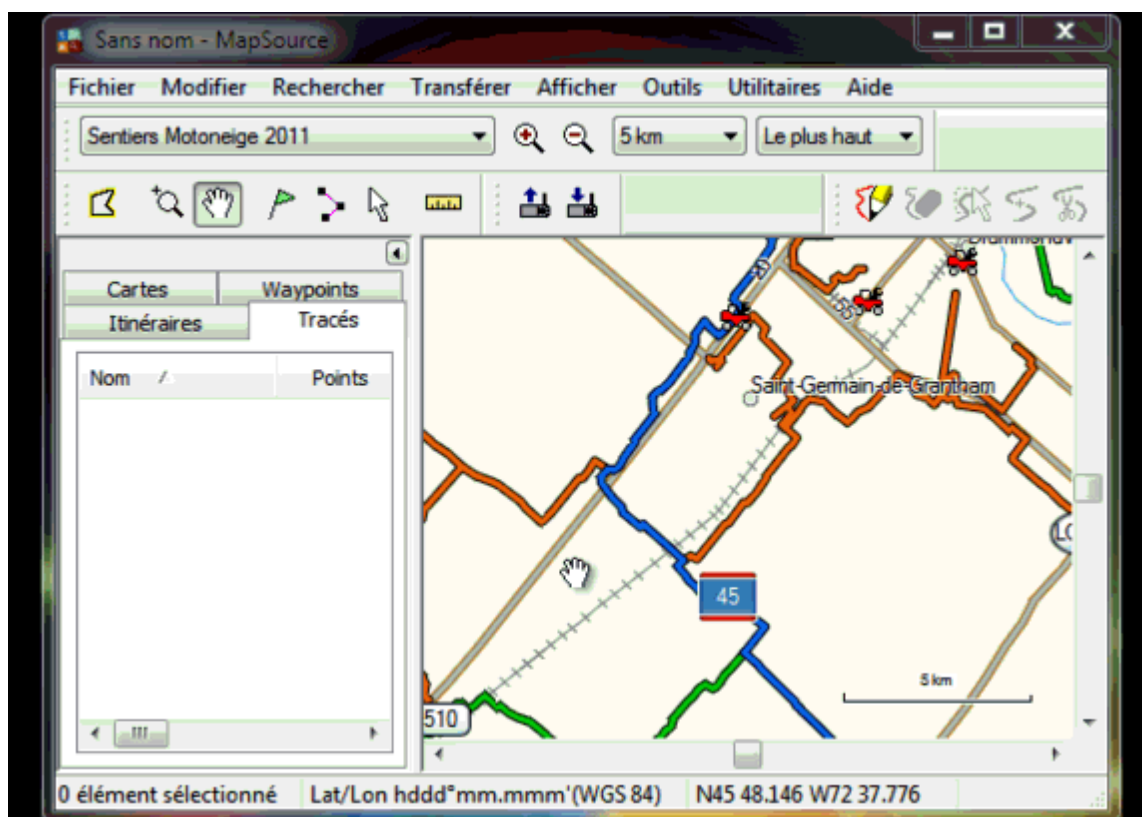 Sans nom - MapSource
Fichier Modifier Rechercher Transférer Afficher Outils Utilitaires Aide
Sentiers Motoneige 2011 5 km Le plus haut
Cartes Waypoints
Itinéraires Tracés
Nom Points
20
55
Saint-Germain-de-Grantham
45
5 km
510
0 élément sélectionné Lat/Lon hddd°mm.mmm'(WGS 84) N45 48.146 W72 37.776